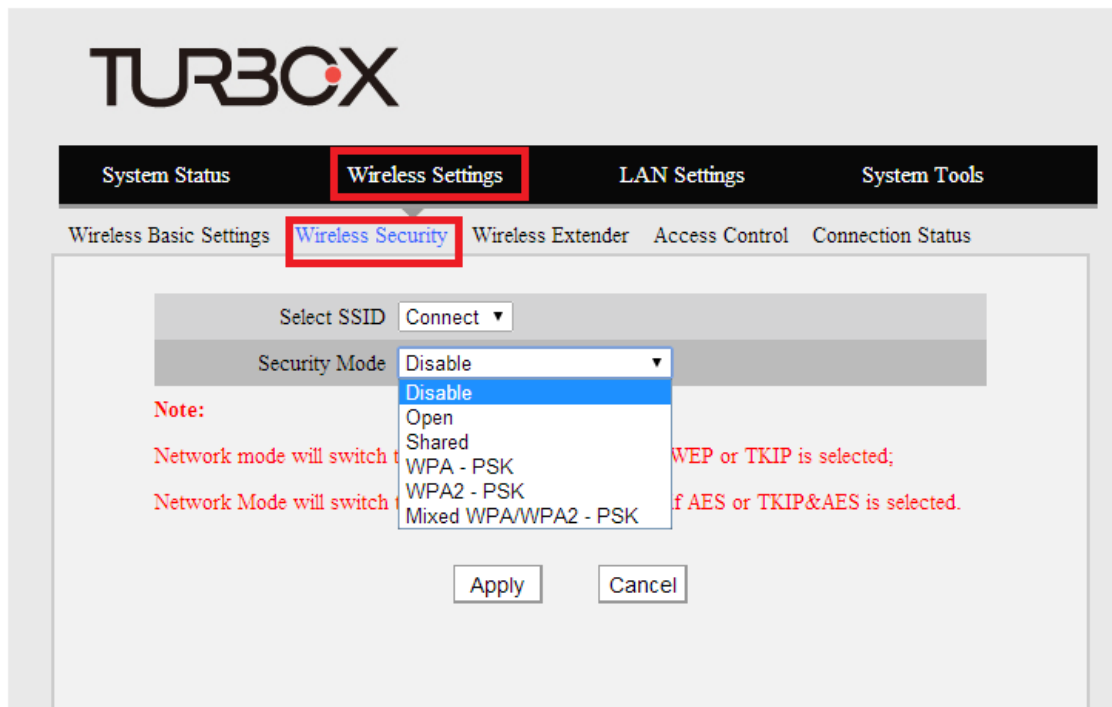 TURBOX
System Status Wireless Settings LAN Settings System Tools
Wireless Basic Settings Wireless Security Wireless Extender Access Control Connection Status
Select SSID Connect
Security Mode Disable
Disable
Open
Shared
WPA - PSK
WPA2 - PSK
Mixed WPA/WPA2 - PSK
Note:
Network mode will switch WEP or TKIP is selected;
Network Mode will switch AES or TKIP&AES is selected.
Apply Cancel